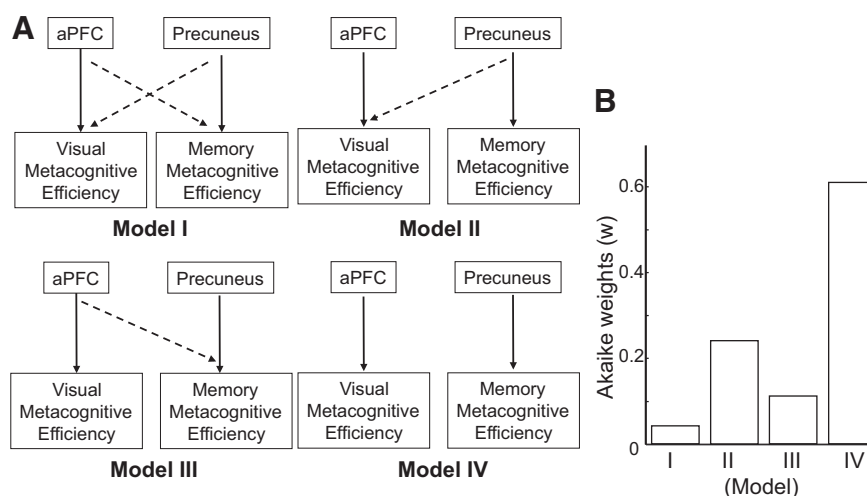 A
aPFC Precuneus
Visual
Metacognitive
Efficiency
Memory
Metacognitive
Efficiency
Model I
aPFC Precuneus
Visual
Metacognitive
Efficiency
Memory
Metacognitive
Efficiency
Model II
aPFC Precuneus
Visual
Metacognitive
Efficiency
Memory
Metacognitive
Efficiency
Model III
aPFC Precuneus
Visual
Metacognitive
Efficiency
Memory
Metacognitive
Efficiency
Model IV
B
Akaike weights (w)
0.6
0.4
0.2
0
I II III IV
(Model)